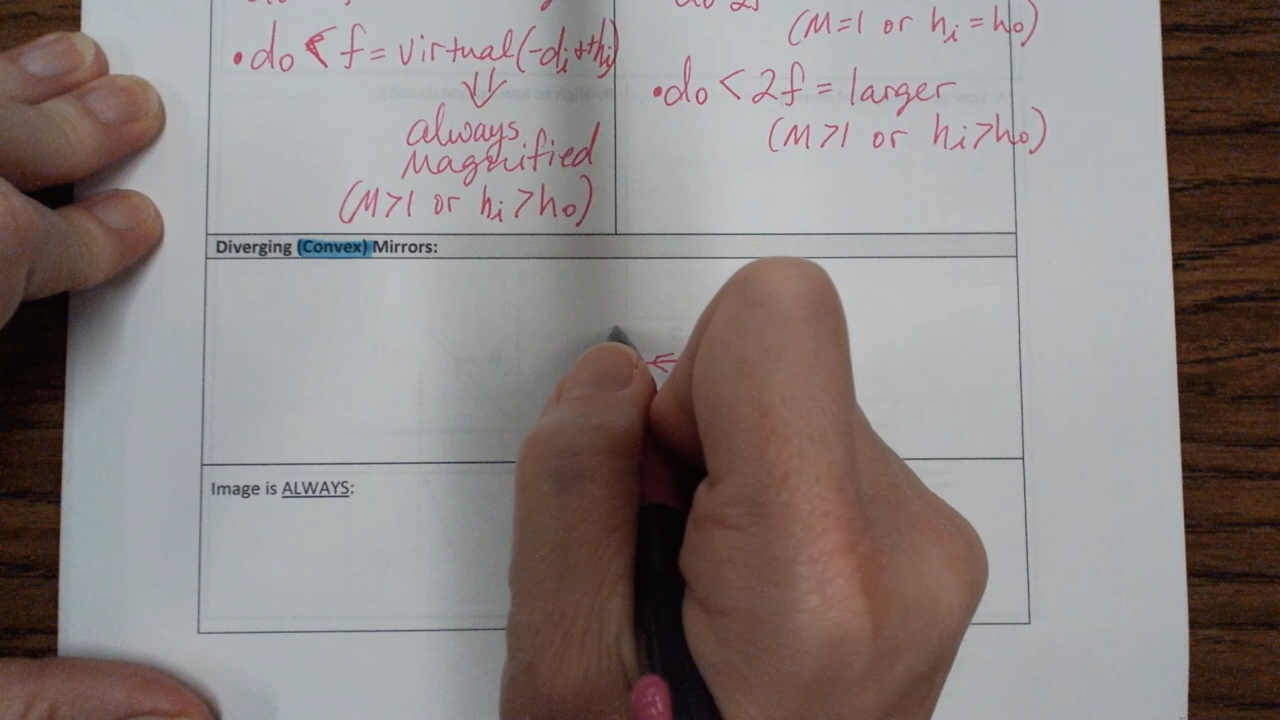 •do < f = virtual(-di, +hi)
always
Magnified
(M>1 or hi > ho)
(M=1 or hi = ho)
•do < 2f = larger
(M>1 or hi>ho)
Diverging (Convex) Mirrors:
Image is ALWAYS: